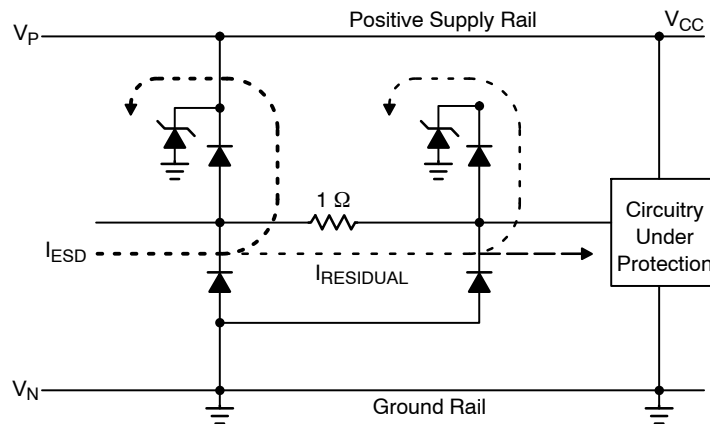 Positive Supply Rail
V_P
V_CC
1 Ω
I_ESD
I_RESIDUAL
Circuitry
Under
Protection
V_N
Ground Rail